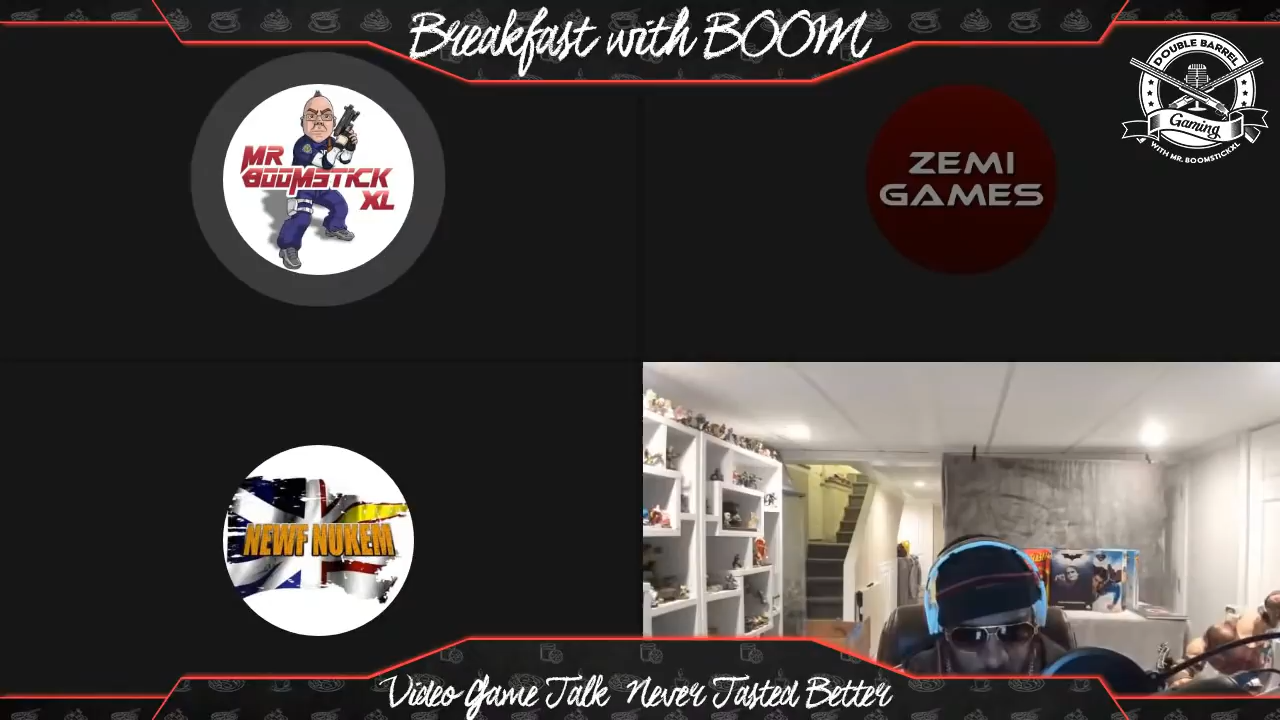 Breakfast with BOOM
DOUBLE BARREL
Gaming
WITH MR. BOOMSTICKXL
MR
BOOMSTICK
XL
ZEMI
GAMES
NEWF NUKEM
Video Game Talk Never Tasted Better